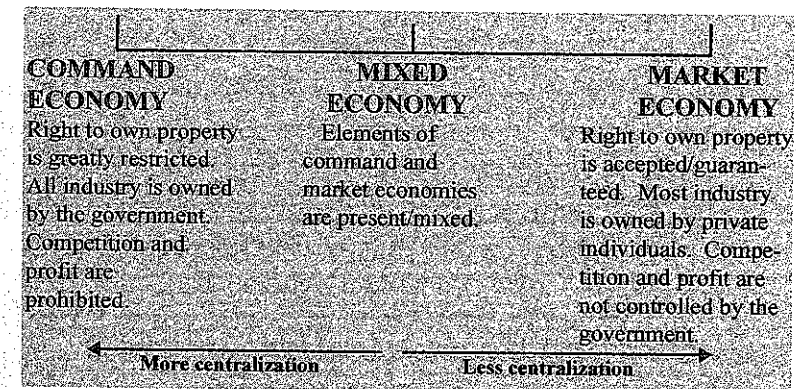 COMMAND
ECONOMY
Right to own property
is greatly restricted.
All industry is owned
by the government.
Competition and
profit are
prohibited.
MIXED
ECONOMY
Elements of
command and
market economies
are present/mixed.
MARKET
ECONOMY
Right to own property
is accepted/guaran-
teed. Most industry
is owned by private
individuals. Compe-
tition and profit are
not controlled by the
government.
More centralization
Less centralization